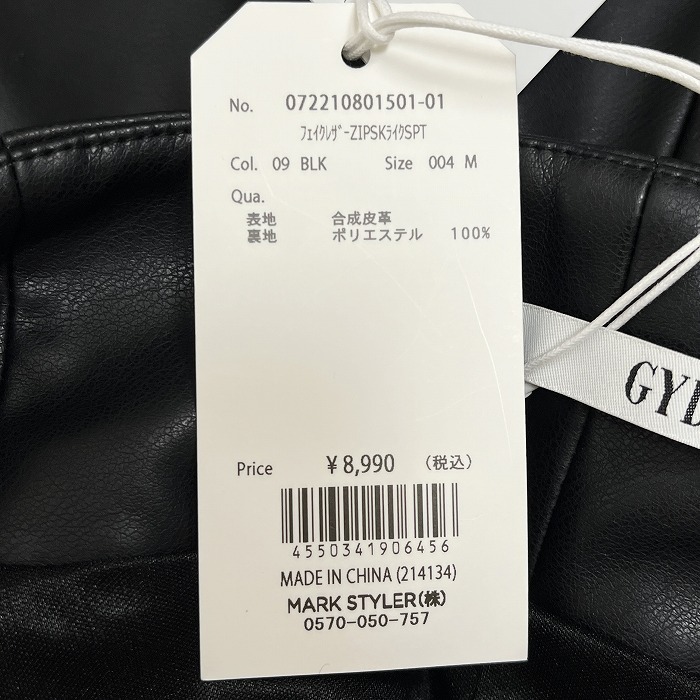 No. 072210801501-01
ﾌｪｲｸﾚｻﾞｰZIPSKﾗｲｸSPT
Col. 09 BLK Size 004 M
Qua.
表地 合成皮革
裏地 ポリエステル 100%
GYD
Price ¥8,990 (税込)
4550341906456
MADE IN CHINA (214134)
MARK STYLER(株)
0570-050-757